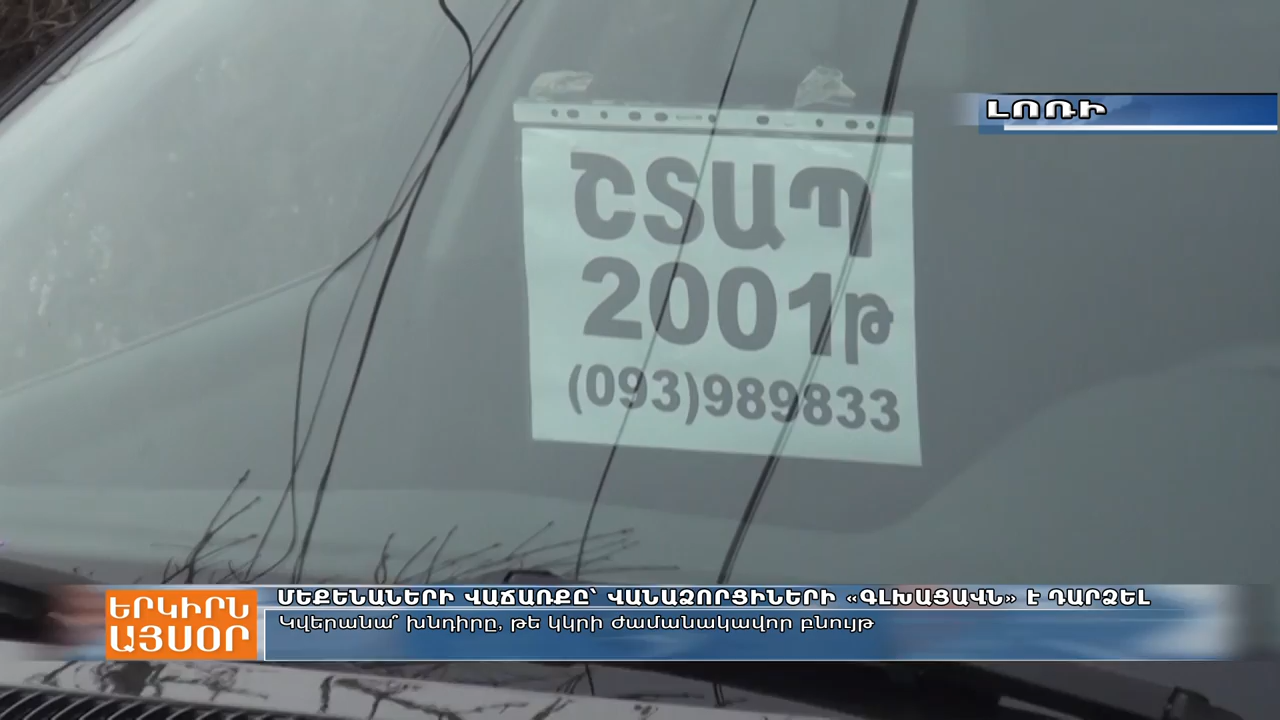 ԼՈՌԻ
ՇՏԱՊ
2001թ
(093)989833
ԵՐԿԻՐՆ
ԱՅՍՕՐ
ՄԵՔԵՆԱՆԵՐԻ ՎԱՃԱՌՔԸ՝ ՎԱՆԱՁՈՐՑԻՆԵՐԻ «ԳԼԽԱՑԱՎՆ» Է ԴԱՐՁԵԼ
Կվերանա՞ խնդիրը, թե կկրի ժամանակավոր բնույթ